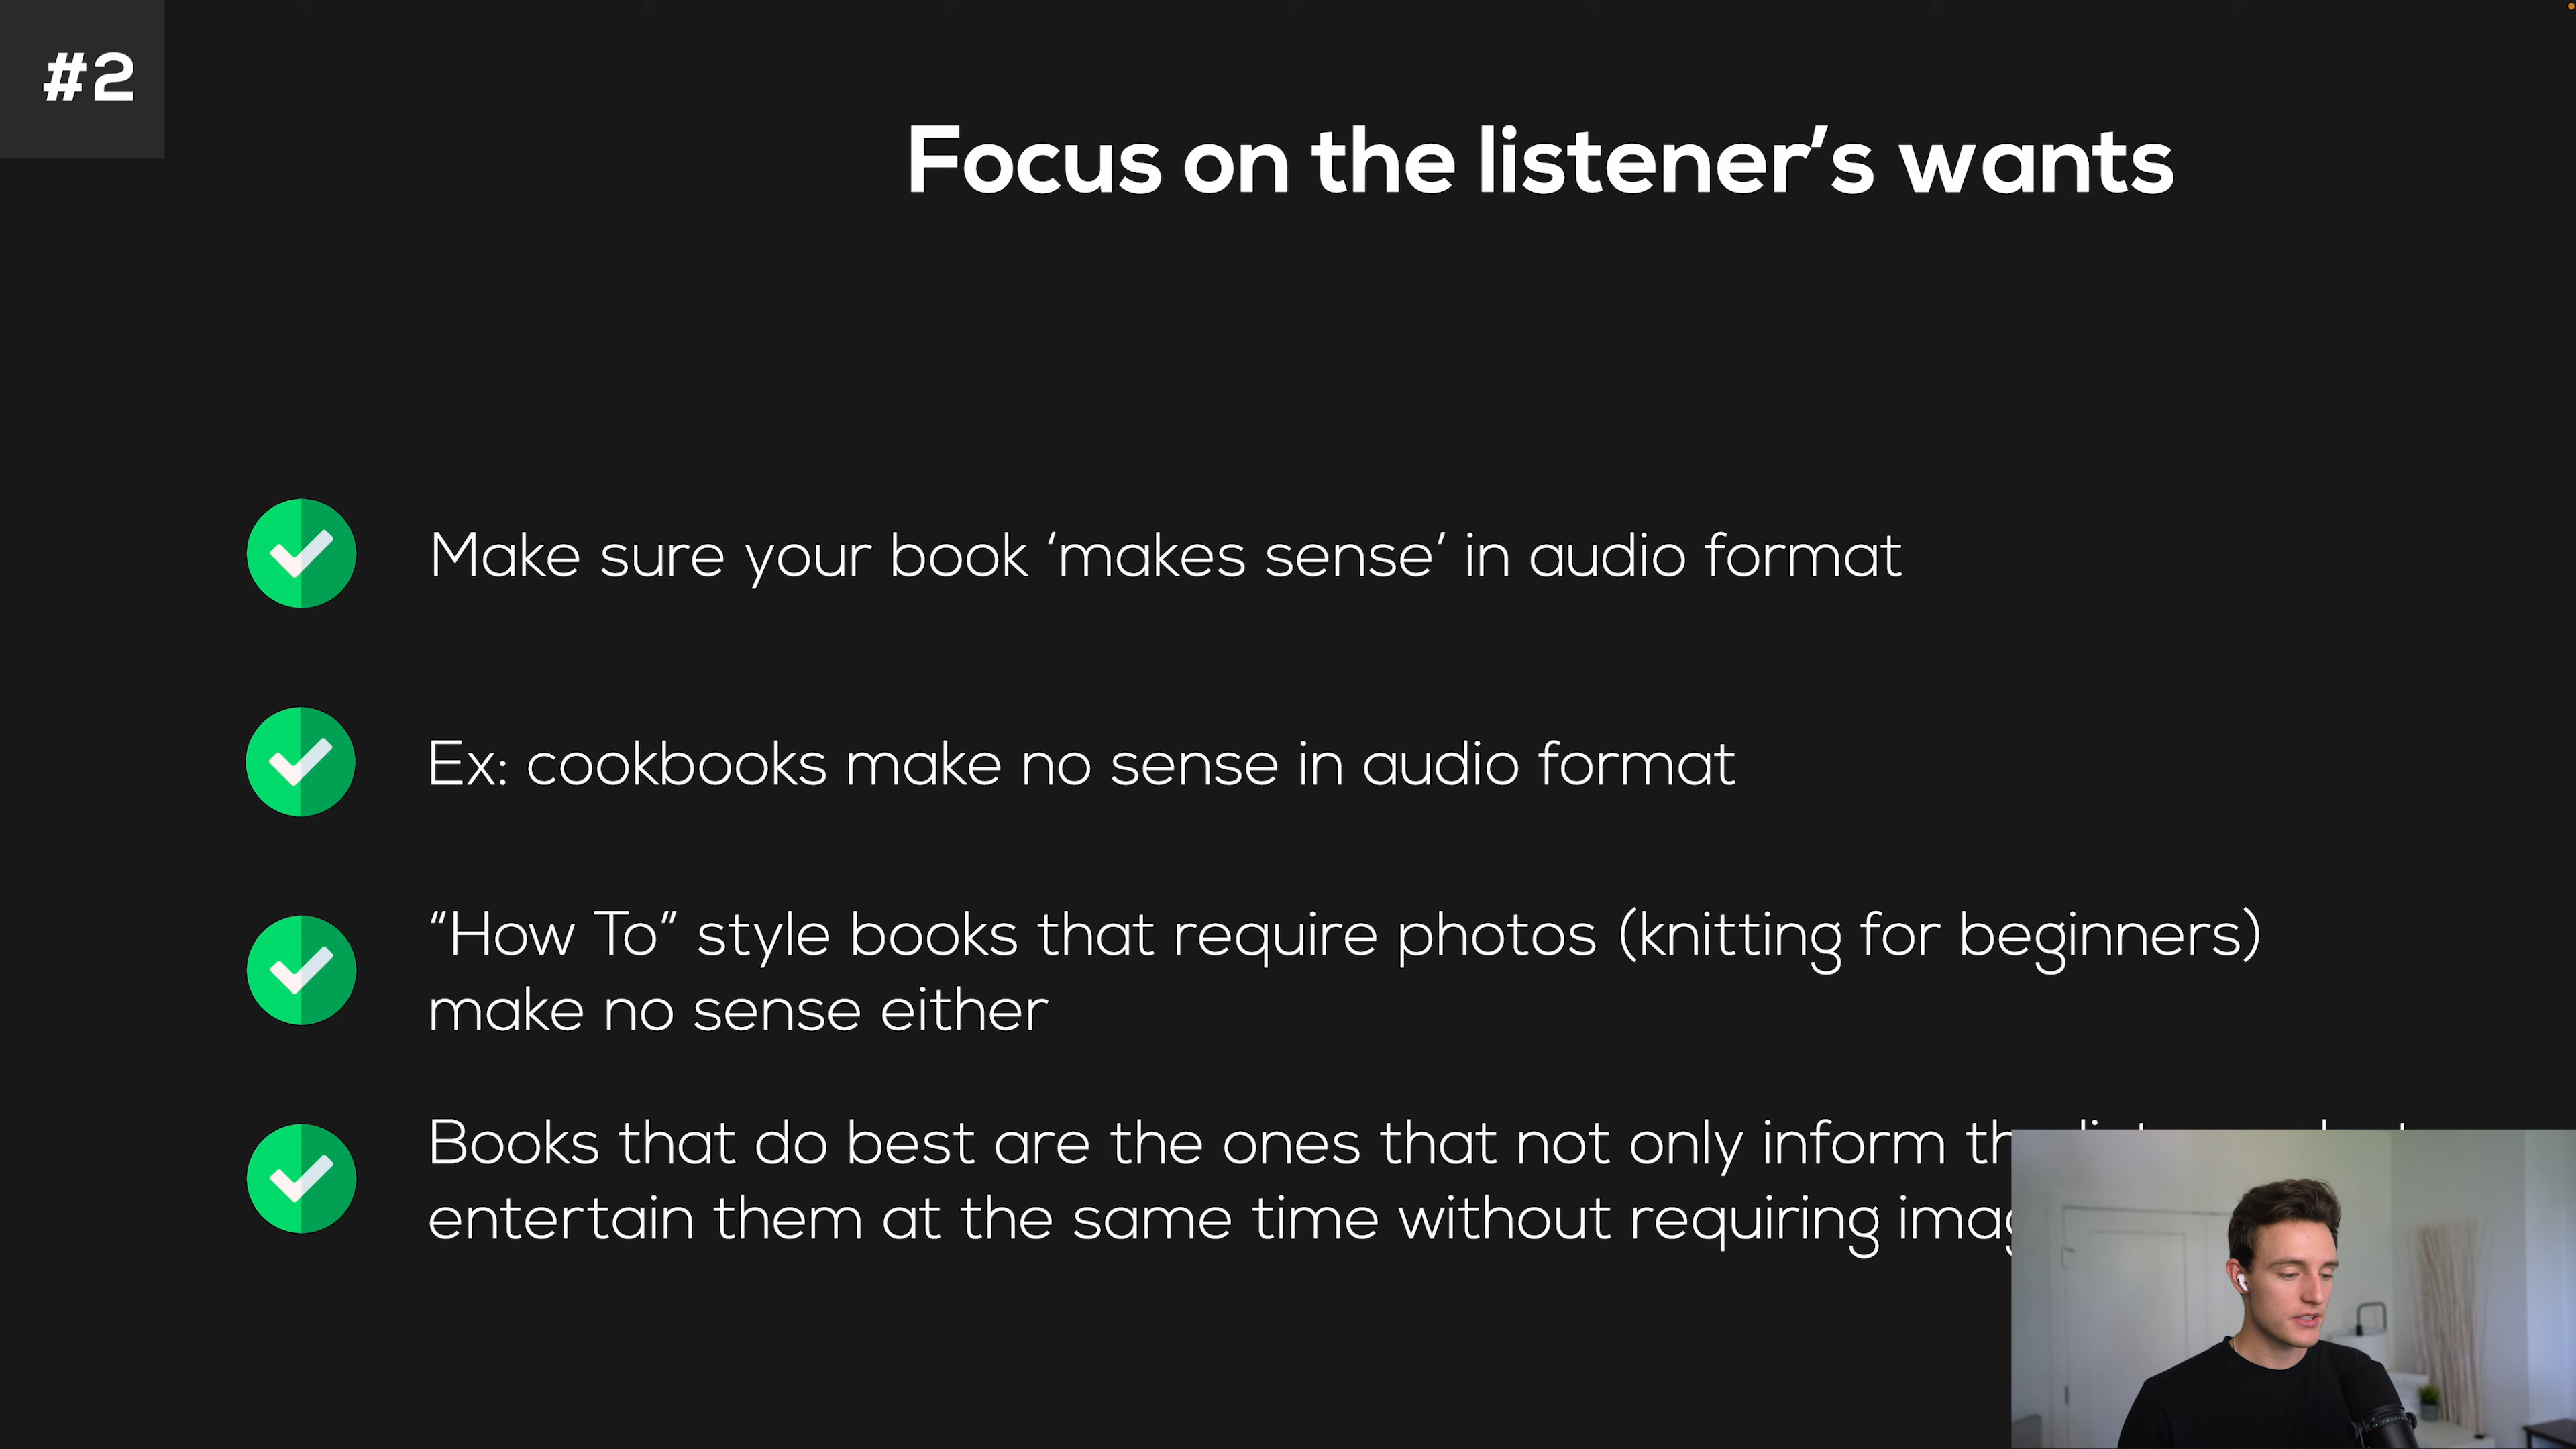 #2
Focus on the listener’s wants
Make sure your book ‘makes sense’ in audio format
Ex: cookbooks make no sense in audio format
“How To” style books that require photos (knitting for beginners)
make no sense either
Books that do best are the ones that not only inform
entertain them at the same time without requiring